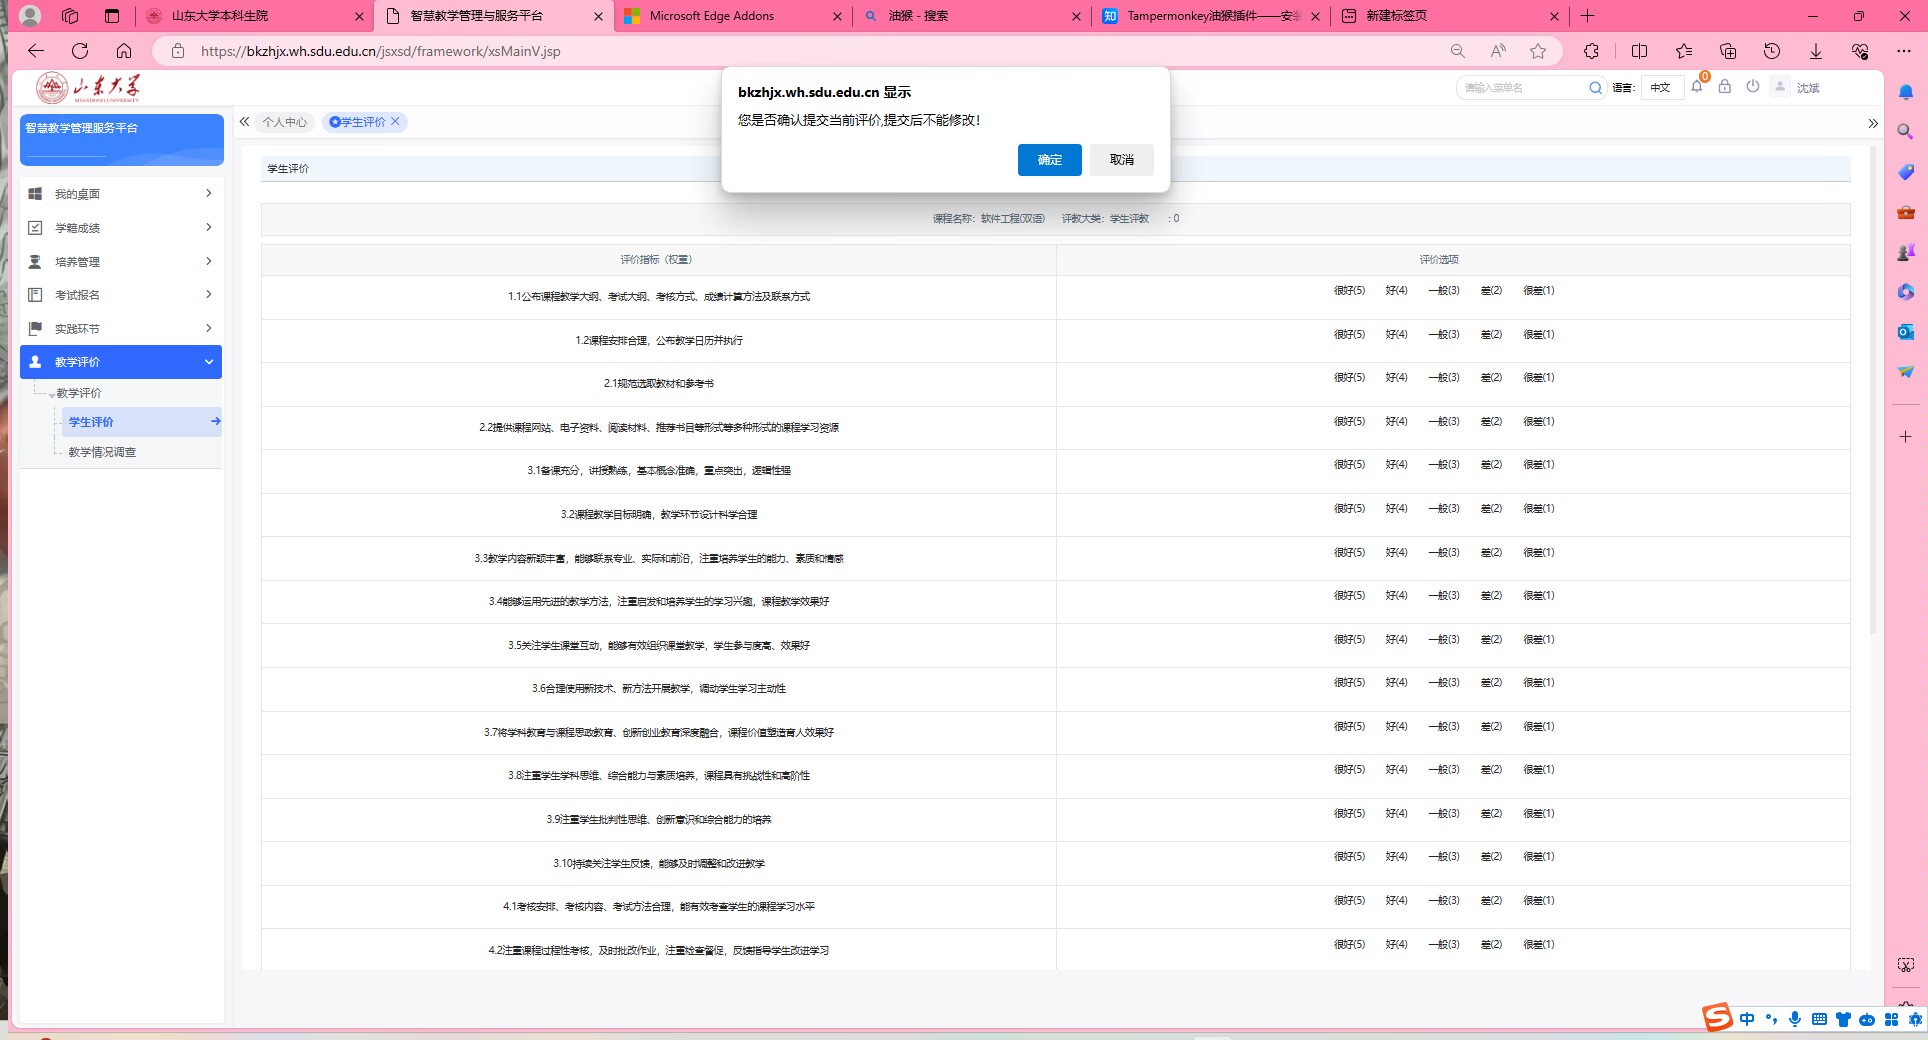 山东大学本科生院
智慧教学管理与服务平台
Microsoft Edge Addons
油猴 - 搜索
Tampermonkey油猴插件——安装
新建标签页
https://bkzhjx.wh.sdu.edu.cn/jsxsd/framework/xsMainV.jsp
山东大学
SHANDONG UNIVERSITY
请输入菜单名
语言:
中文
0
沈斌
bkzhjx.wh.sdu.edu.cn 显示
您是否确认提交当前评价,提交后不能修改!
确定
取消
智慧教学管理服务平台
个人中心
学生评价
我的桌面
学籍成绩
培养管理
考试报名
实践环节
教学评价
教学评价
学生评价
教学情况调查
学生评价
课程名称: 软件工程(双语) 评教大类: 学生评教 : 0
评价指标（权重） 评价选项
1.1公布课程教学大纲、考试大纲、考核方式、成绩计算方法及联系方式 很好(5) 好(4) 一般(3) 差(2) 很差(1)
1.2课程安排合理，公布教学日历并执行 很好(5) 好(4) 一般(3) 差(2) 很差(1)
2.1规范选取教材和参考书 很好(5) 好(4) 一般(3) 差(2) 很差(1)
2.2提供课程网站、电子资料、阅读材料、推荐书目等形式等多种形式的课程学习资源 很好(5) 好(4) 一般(3) 差(2) 很差(1)
3.1备课充分，讲授熟练，基本概念准确，重点突出，逻辑性强 很好(5) 好(4) 一般(3) 差(2) 很差(1)
3.2课程教学目标明确，教学环节设计科学合理 很好(5) 好(4) 一般(3) 差(2) 很差(1)
3.3教学内容新颖丰富，能够联系专业、实际和前沿，注重培养学生的能力、素质和情感 很好(5) 好(4) 一般(3) 差(2) 很差(1)
3.4能够运用先进的教学方法，注重启发和培养学生的学习兴趣，课程教学效果好 很好(5) 好(4) 一般(3) 差(2) 很差(1)
3.5关注学生课堂互动，能够有效组织课堂教学，学生参与度高、效果好 很好(5) 好(4) 一般(3) 差(2) 很差(1)
3.6合理使用新技术、新方法开展教学，调动学生学习主动性 很好(5) 好(4) 一般(3) 差(2) 很差(1)
3.7将学科教育与课程思政教育、创新创业教育深度融合，课程价值塑造育人效果好 很好(5) 好(4) 一般(3) 差(2) 很差(1)
3.8注重学生学科思维、综合能力与素质培养，课程具有挑战性和高阶性 很好(5) 好(4) 一般(3) 差(2) 很差(1)
3.9注重学生批判性思维、创新意识和综合能力的培养 很好(5) 好(4) 一般(3) 差(2) 很差(1)
3.10持续关注学生反馈，能够及时调整和改进教学 很好(5) 好(4) 一般(3) 差(2) 很差(1)
4.1考核安排、考核内容、考试方法合理，能有效考查学生的课程学习水平 很好(5) 好(4) 一般(3) 差(2) 很差(1)
4.2注重课程过程性考核，及时批改作业，注重检查督促，反馈指导学生改进学习 很好(5) 好(4) 一般(3) 差(2) 很差(1)
中